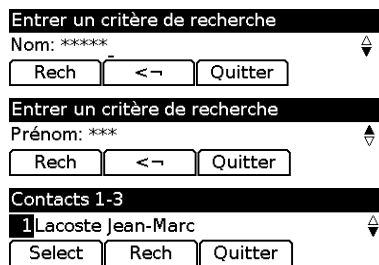 Entrer un critère de recherche
Nom: *****_
Rech <¬ Quitter
Entrer un critère de recherche
Prénom: ***
Rech <¬ Quitter
Contacts 1-3
1 Lacoste Jean-Marc
Select Rech Quitter